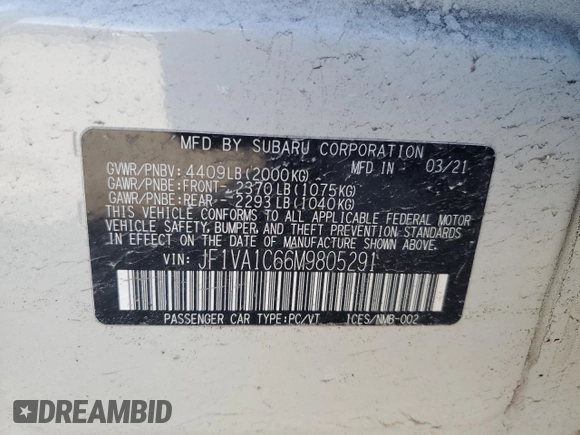 MFD BY SUBARU CORPORATION
GVWR/PNBV: 4409LB(2000KG) MFD IN 03/21
GAWR/PNBE:FRONT- 2370LB(1075KG)
GAWR/PNBE:REAR -- 2293LB(1040KG)
THIS VEHICLE CONFORMS TO ALL APPLICABLE FEDERAL MOTOR
VEHICLE SAFETY, BUMPER, AND THEFT PREVENTION STANDARDS
IN EFFECT ON THE DATE OF MANUFACTURE SHOWN ABOVE.
VIN: JF1VA1C66M9805291
PASSENGER CAR TYPE:PC/VT ICES/NMB-002
DREAMBID